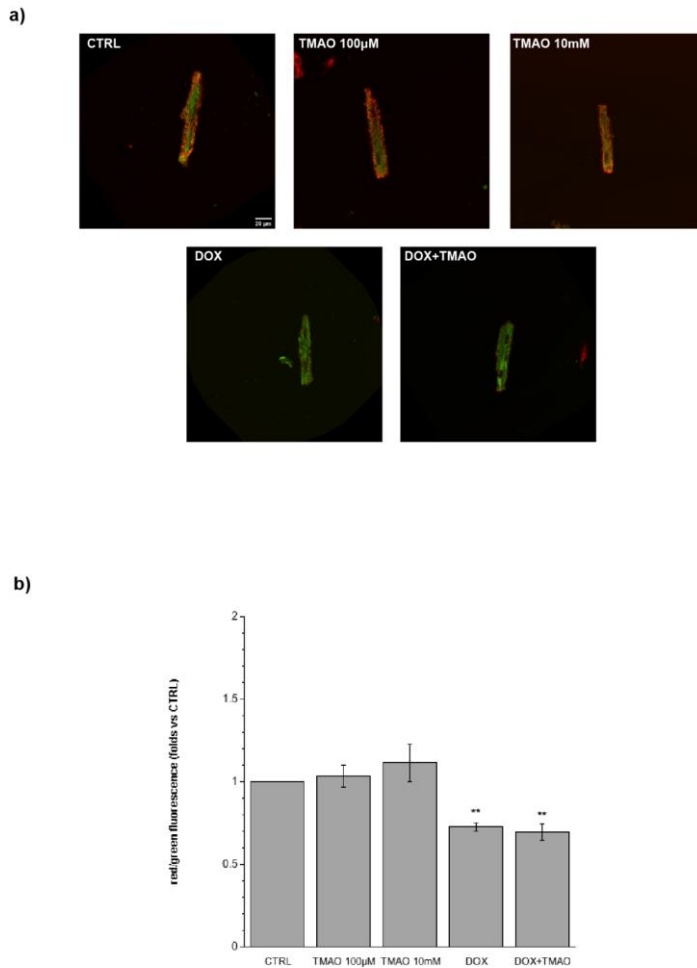 a)
CTRL
TMAO 100µM
TMAO 10mM
20 µm
DOX
DOX+TMAO
b)
red/green fluorescence (folds vs CTRL)
2
1.5
1
0.5
0
**
**
CTRL
TMAO 100µM
TMAO 10mM
DOX
DOX+TMAO